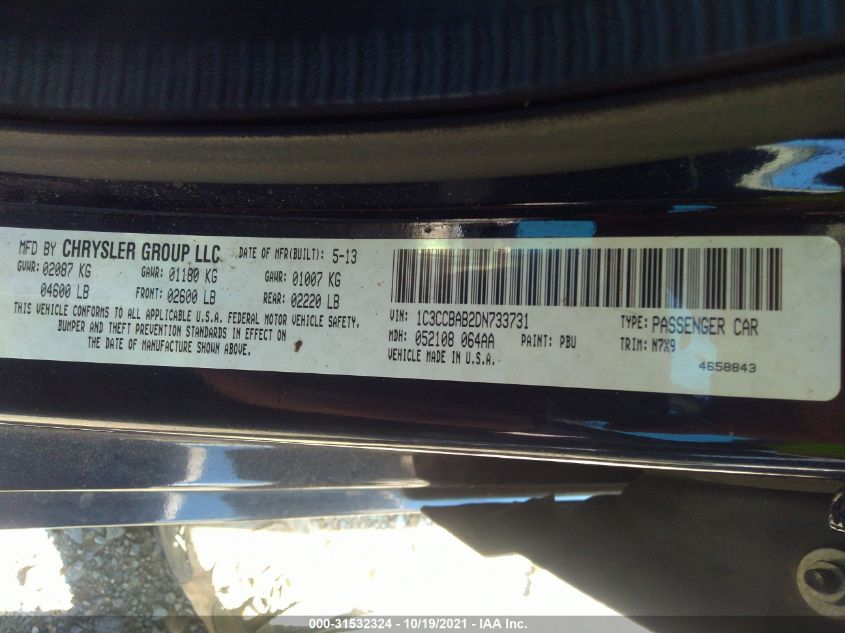 MFD BY CHRYSLER GROUP LLC DATE OF MFR(BUILT): 5-13
GVWR: 02087 KG GAWR: 01180 KG GAWR: 01007 KG
04600 LB FRONT: 02600 LB REAR: 02220 LB
THIS VEHICLE CONFORMS TO ALL APPLICABLE U.S.A. FEDERAL MOTOR VEHICLE SAFETY,
BUMPER AND THEFT PREVENTION STANDARDS IN EFFECT ON
THE DATE OF MANUFACTURE SHOWN ABOVE.
VIN: 1C3CCBAB2DN733731 TYPE: PASSENGER CAR
MDH: 052108 064AA PAINT: PBU TRIM: N7X9
VEHICLE MADE IN U.S.A.
4658843
000-31532324 | 10/19/2021 - IAA Inc.